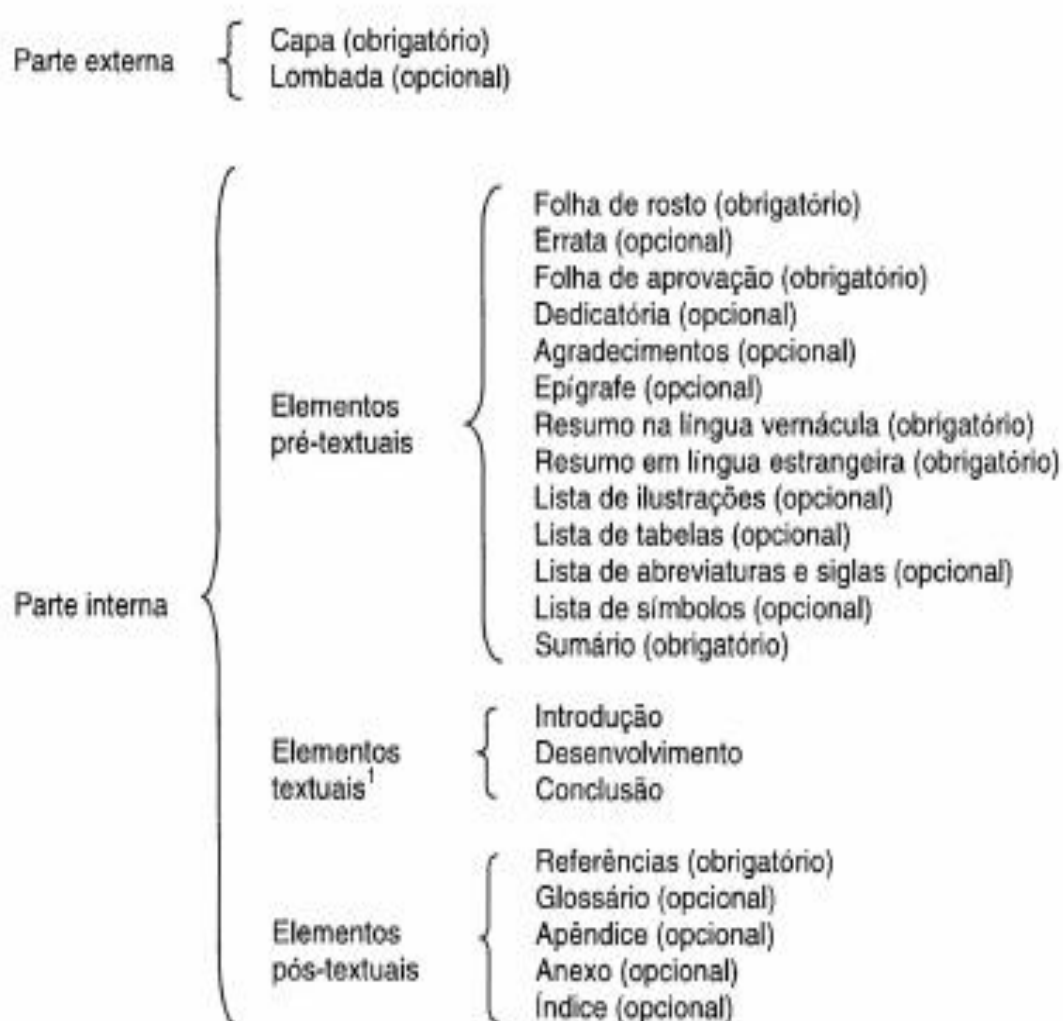 Parte externa
Capa (obrigatório)
Lombada (opcional)
Parte interna
Elementos
pré-textuais
Folha de rosto (obrigatório)
Errata (opcional)
Folha de aprovação (obrigatório)
Dedicatória (opcional)
Agradecimentos (opcional)
Epígrafe (opcional)
Resumo na língua vernácula (obrigatório)
Resumo em língua estrangeira (obrigatório)
Lista de ilustrações (opcional)
Lista de tabelas (opcional)
Lista de abreviaturas e siglas (opcional)
Lista de símbolos (opcional)
Sumário (obrigatório)
Elementos
textuais¹
Introdução
Desenvolvimento
Conclusão
Elementos
pós-textuais
Referências (obrigatório)
Glossário (opcional)
Apêndice (opcional)
Anexo (opcional)
Índice (opcional)